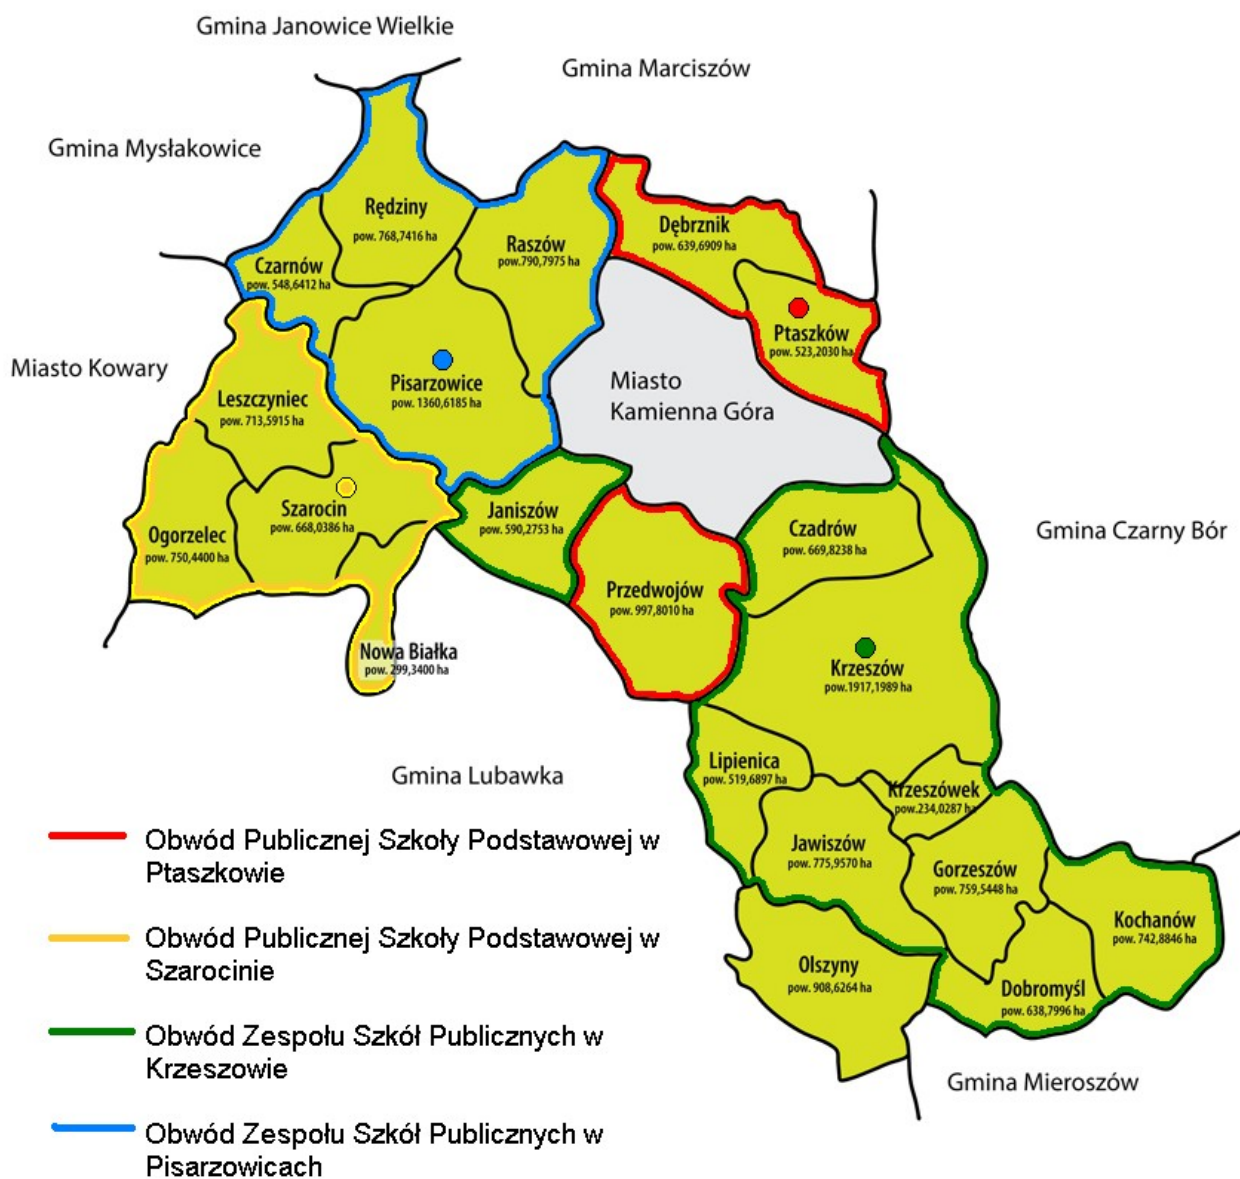 Gmina Janowice Wielkie
Gmina Marciszów
Gmina Mysłakowice
Rędziny
pow. 768,7416 ha
Dębrznik
pow. 639,6909 ha
Raszów
pow.790,7975 ha
Czarnów
pow. 548,6412 ha
Ptaszków
pow. 523,2030 ha
Miasto Kowary
Miasto
Kamienna Góra
Pisarzowice
pow. 1360,6185 ha
Leszczyniec
pow. 713,5915 ha
Szarocin
pow. 668,0386 ha
Janiszów
pow. 590,2753 ha
Czadrów
pow. 669,8238 ha
Gmina Czarny Bór
Ogorzelec
pow. 750,4400 ha
Przedwojów
pow. 997,8010 ha
Nowa Białka
pow. 299,3400 ha
Krzeszów
pow.1917,1989 ha
Gmina Lubawka
Lipienica
pow. 519,6897 ha
Krzeszówek
pow.234,0287 ha
Jawiszów
pow. 775,9570 ha
Gorzeszów
pow. 759,5448 ha
Kochanów
pow. 742,8846 ha
Olszyny
pow. 908,6264 ha
Dobromyśl
pow. 638,7996 ha
Gmina Mieroszów
Obwód Publicznej Szkoły Podstawowej w
Ptaszkowie
Obwód Publicznej Szkoły Podstawowej w
Szarocinie
Obwód Zespołu Szkół Publicznych w
Krzeszowie
Obwód Zespołu Szkół Publicznych w
Pisarzowicach